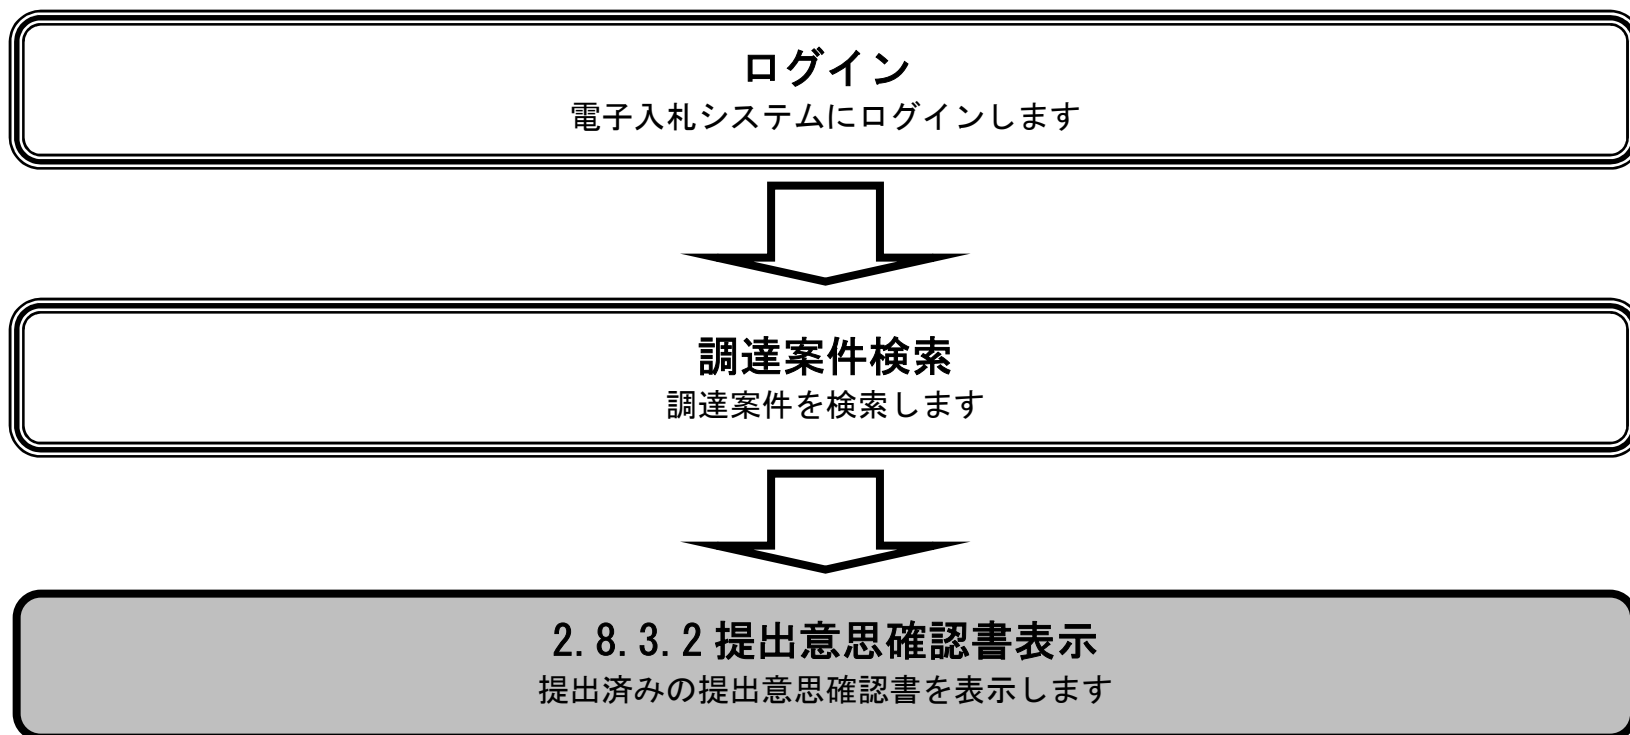 ログイン
電子入札システムにログインします
調達案件検索
調達案件を検索します
2.8.3.2 提出意思確認書表示
提出済みの提出意思確認書を表示します